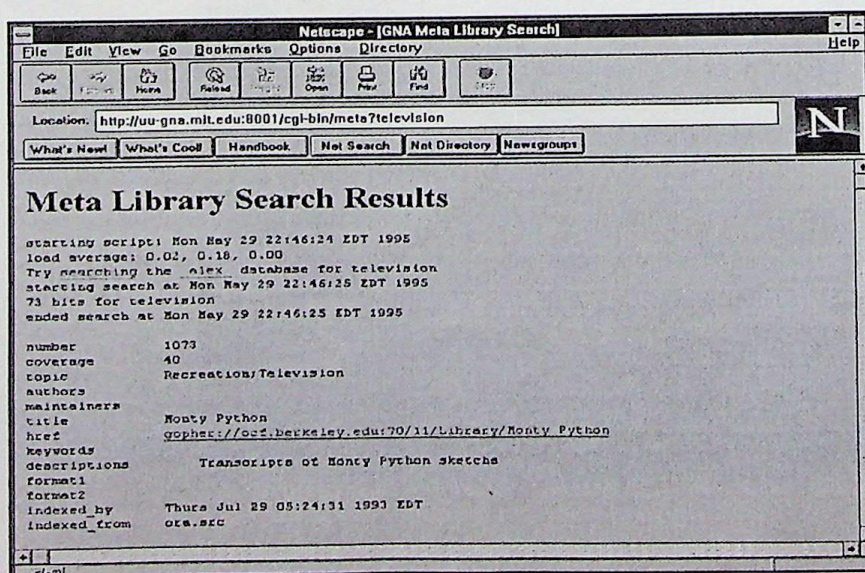 Netscape - [GNA Meta Library Search]
File Edit View Go Bookmarks Options Directory Help
Back Home Reload Open Print Find Stop
Location: http://uu-gna.mit.edu:8001/cgi-bin/meta?television
What's New! What's Cool! Handbook Net Search Net Directory Newsgroups
N
Meta Library Search Results
starting script: Mon May 29 22:46:24 EDT 1995
load average: 0.02, 0.18, 0.00
Try searching the alex database for television
starting search at Mon May 29 22:46:25 EDT 1995
73 hits for television
ended search at Mon May 29 22:46:25 EDT 1995
number 1073
coverage 40
topic Recreation/Television
authors
maintainers
title Monty Python
href gopher://ocf.berkeley.edu:70/11/Library/Monty_Python
keywords
descriptions Transcripts of Monty Python sketchs
format1
format2
indexed_by Thurs Jul 29 05:24:31 1993 EDT
indexed_from ora.src